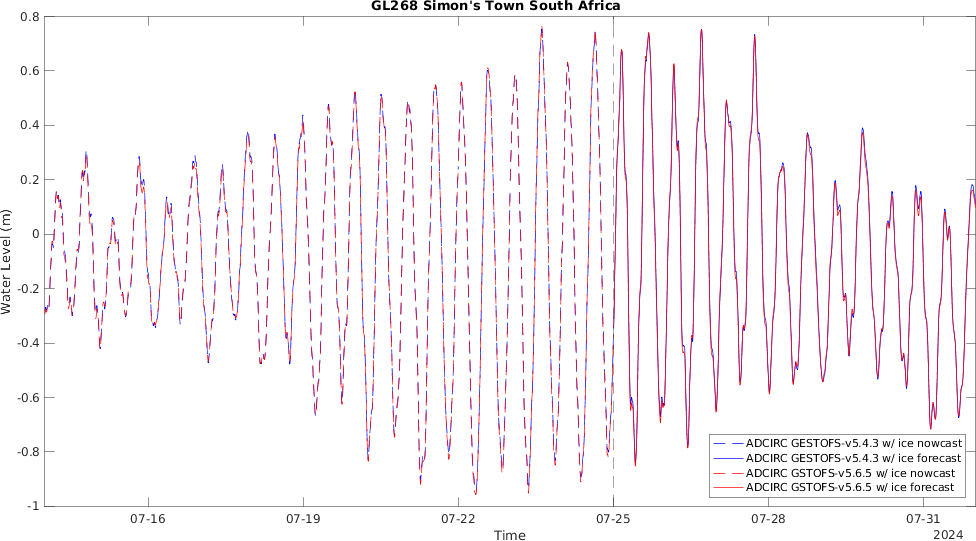 GL268 Simon's Town South Africa
0.8
0.6
0.4
0.2
0
-0.2
-0.4
-0.6
-0.8
-1
Water Level (m)
07-16
07-19
07-22
07-25
07-28
07-31
Time
2024
ADCIRC GESTOFS-v5.4.3 w/ ice nowcast
ADCIRC GESTOFS-v5.4.3 w/ ice forecast
ADCIRC GSTOFS-v5.6.5 w/ ice nowcast
ADCIRC GSTOFS-v5.6.5 w/ ice forecast